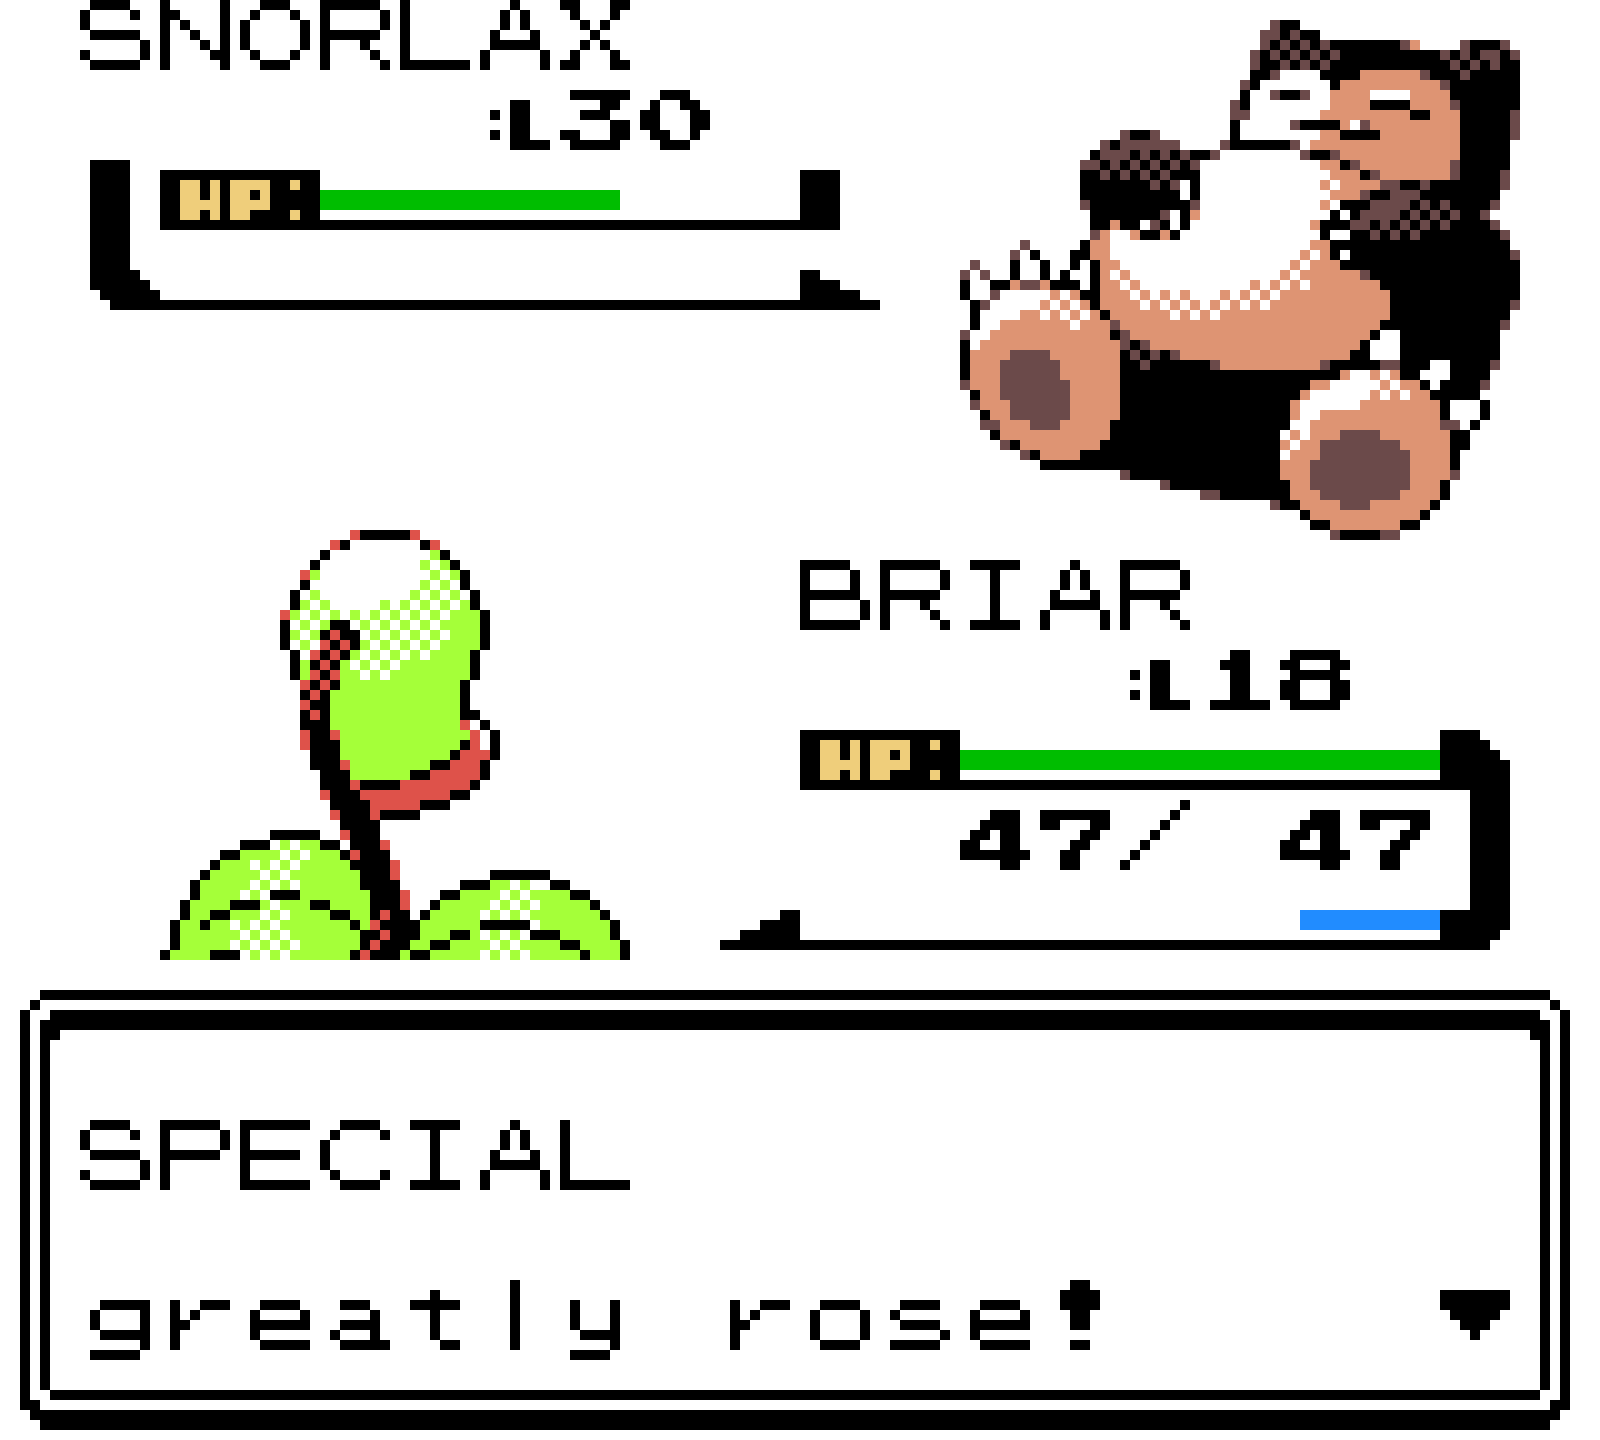 SNORLAX
:L30
HP:
BRIAR
:L18
HP:
47/ 47
SPECIAL
greatly rose!